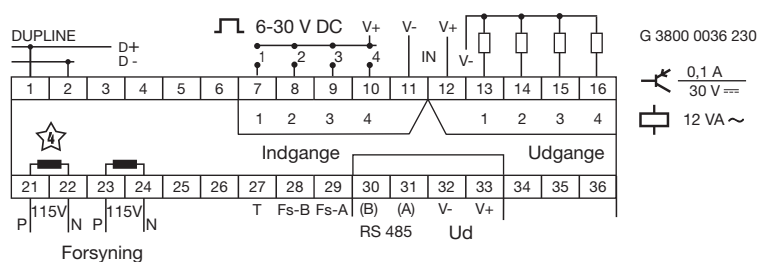 6-30 V DC V+ V- V+
DUPLINE D+ 1 2 3 4 IN V- G 3800 0036 230
D -
1 2 3 4 5 6 7 8 9 10 11 12 13 14 15 16
0,1 A
30 V ⎓
1 2 3 4 1 2 3 4 12 VA ~
4
Indgange Udgange
21 22 23 24 25 26 27 28 29 30 31 32 33 34 35 36
P 115V N P 115V N T Fs-B Fs-A (B) (A) V- V+
RS 485 Ud
Forsyning